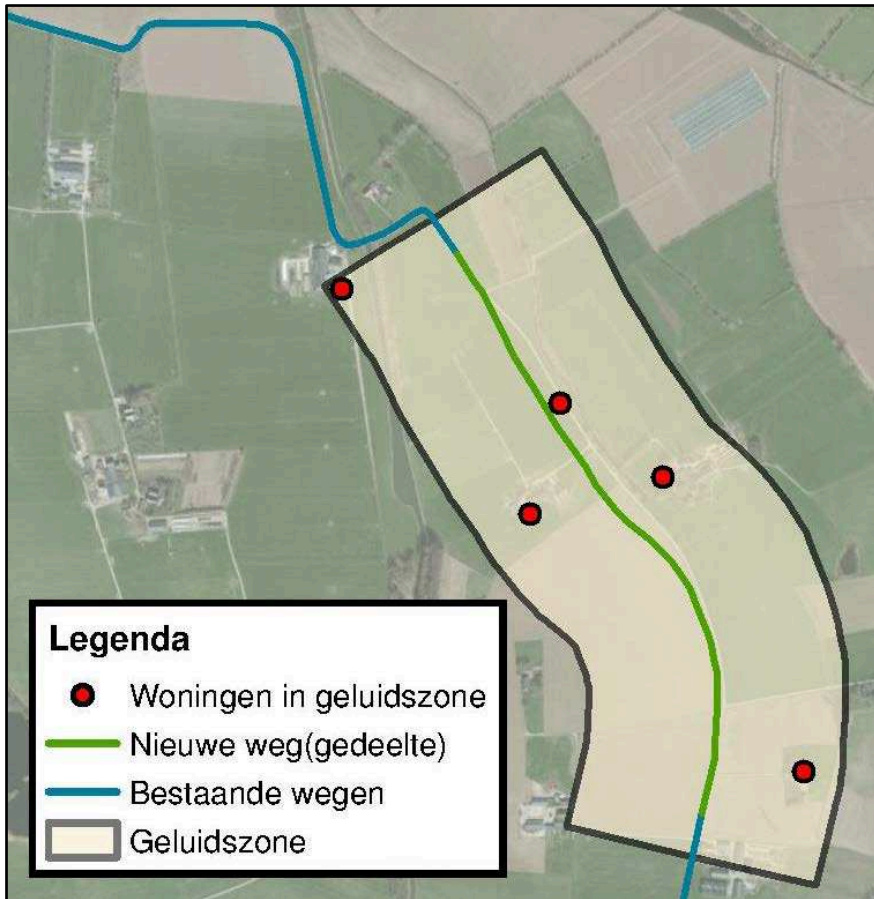 Legenda
Woningen in geluidszone
Nieuwe weg(gedeelte)
Bestaande wegen
Geluidszone